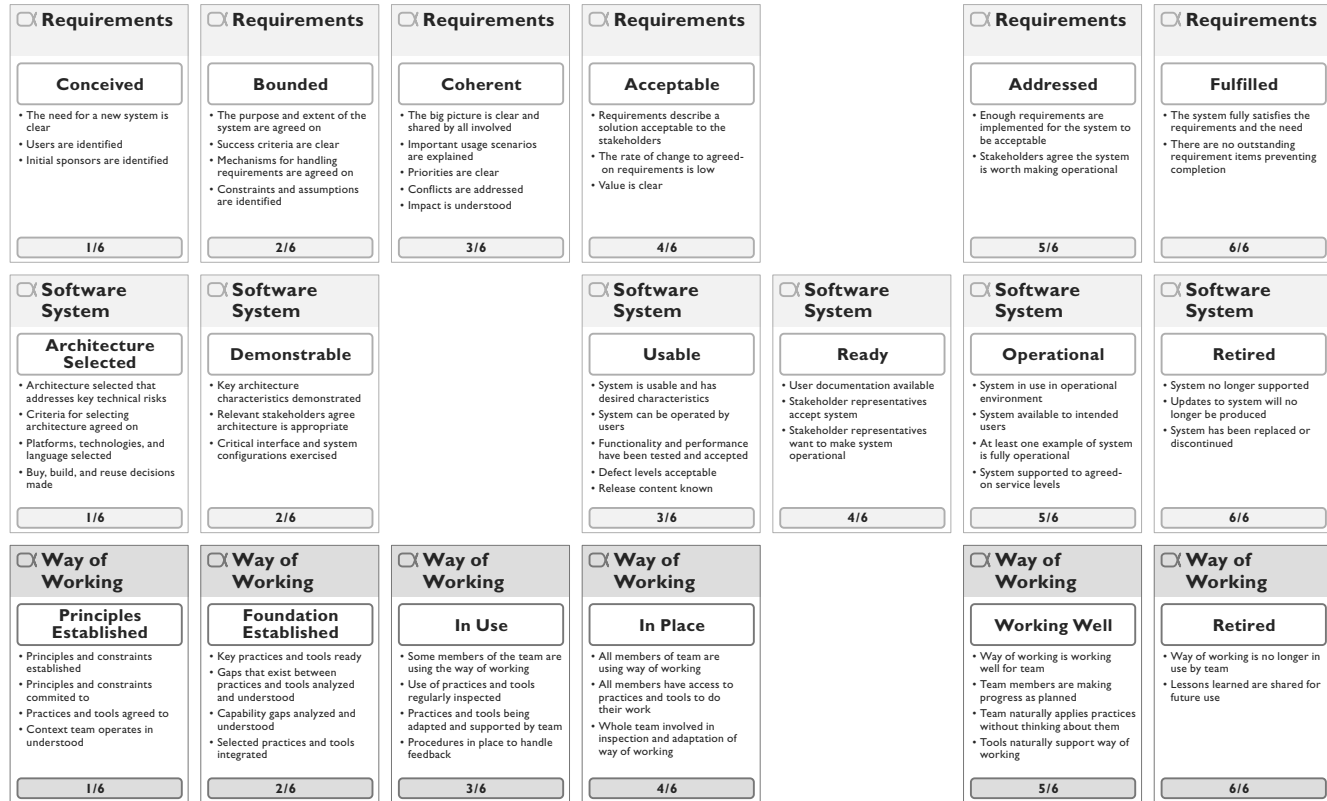 Requirements
Conceived
• The need for a new system is
clear
• Users are identified
• Initial sponsors are identified
1/6
Requirements
Bounded
• The purpose and extent of the
system are agreed on
• Success criteria are clear
• Mechanisms for handling
requirements are agreed on
• Constraints and assumptions
are identified
2/6
Requirements
Coherent
• The big picture is clear and
shared by all involved
• Important usage scenarios
are explained
• Priorities are clear
• Conflicts are addressed
• Impact is understood
3/6
Requirements
Acceptable
• Requirements describe a
solution acceptable to the
stakeholders
• The rate of change to agreed-
on requirements is low
• Value is clear
4/6
Requirements
Addressed
• Enough requirements are
implemented for the system to
be acceptable
• Stakeholders agree the system
is worth making operational
5/6
Requirements
Fulfilled
• The system fully satisfies the
requirements and the need
• There are no outstanding
requirement items preventing
completion
6/6
Software
System
Architecture
Selected
• Architecture selected that
addresses key technical risks
• Criteria for selecting
architecture agreed on
• Platforms, technologies, and
language selected
• Buy, build, and reuse decisions
made
1/6
Software
System
Demonstrable
• Key architecture
characteristics demonstrated
• Relevant stakeholders agree
architecture is appropriate
• Critical interface and system
configurations exercised
2/6
Software
System
Usable
• System is usable and has
desired characteristics
• System can be operated by
users
• Functionality and performance
have been tested and accepted
• Defect levels acceptable
• Release content known
3/6
Software
System
Ready
• User documentation available
• Stakeholder representatives
accept system
• Stakeholder representatives
want to make system
operational
4/6
Software
System
Operational
• System in use in operational
environment
• System available to intended
users
• At least one example of system
is fully operational
• System supported to agreed-
on service levels
5/6
Software
System
Retired
• System no longer supported
• Updates to system will no
longer be produced
• System has been replaced or
discontinued
6/6
Way of
Working
Principles
Established
• Principles and constraints
established
• Principles and constraints
commited to
• Practices and tools agreed to
• Context team operates in
understood
1/6
Way of
Working
Foundation
Established
• Key practices and tools ready
• Gaps that exist between
practices and tools analyzed
and understood
• Capability gaps analyzed and
understood
• Selected practices and tools
integrated
2/6
Way of
Working
In Use
• Some members of the team are
using the way of working
• Use of practices and tools
regularly inspected
• Practices and tools being
adapted and supported by team
• Procedures in place to handle
feedback
3/6
Way of
Working
In Place
• All members of team are
using way of working
• All members have access to
practices and tools to do
their work
• Whole team involved in
inspection and adaptation of
way of working
4/6
Way of
Working
Working Well
• Way of working is working
well for team
• Team members are making
progress as planned
• Team naturally applies practices
without thinking about them
• Tools naturally support way of
working
5/6
Way of
Working
Retired
• Way of working is no longer in
use by team
• Lessons learned are shared for
future use
6/6